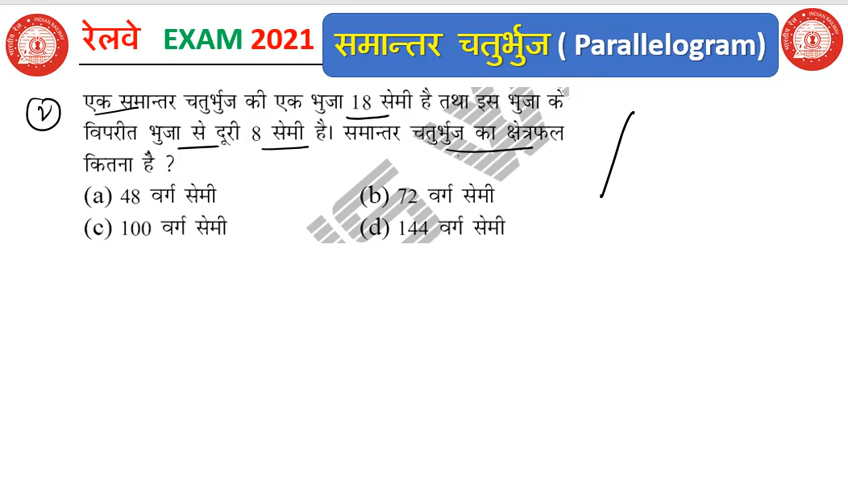 रेलवे EXAM 2021
समान्तर चतुर्भुज ( Parallelogram)
एक समान्तर चतुर्भुज की एक भुजा 18 सेमी है तथा इस भुजा के
विपरीत भुजा से दूरी 8 सेमी है। समान्तर चतुर्भुज का क्षेत्रफल
कितना है ?
(a) 48 वर्ग सेमी (b) 72 वर्ग सेमी
(c) 100 वर्ग सेमी (d) 144 वर्ग सेमी